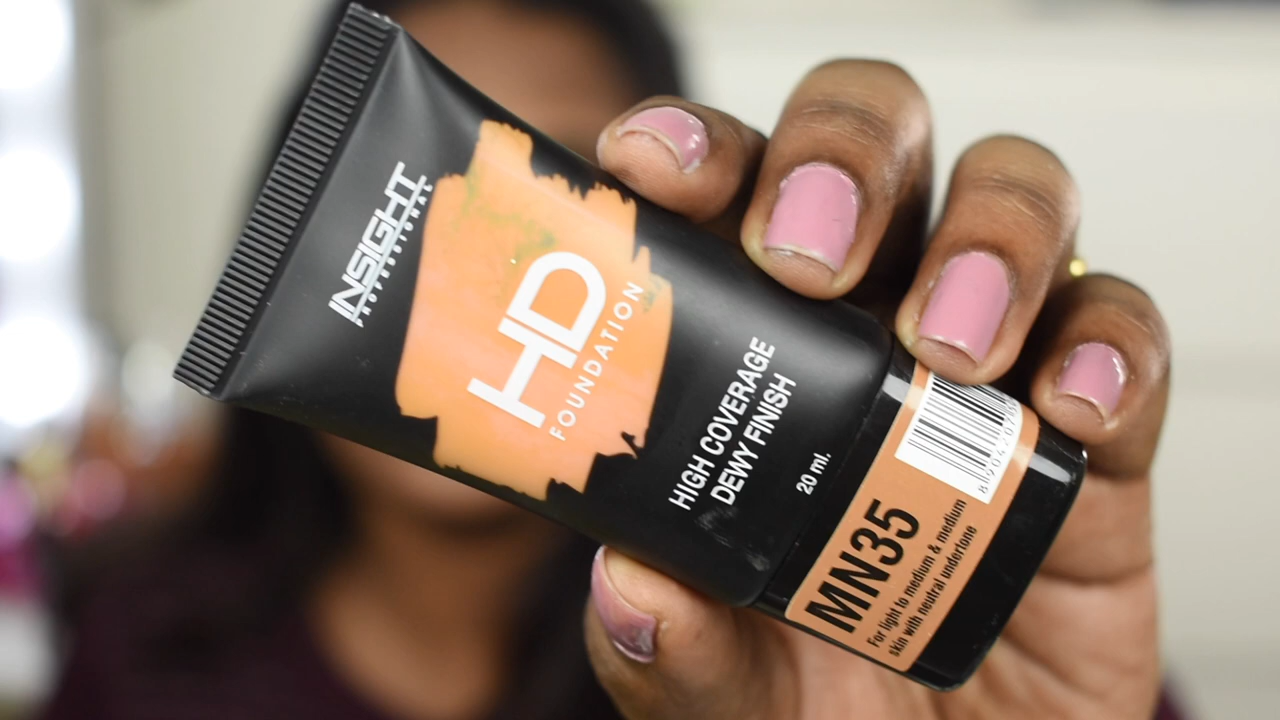 INSIGHT
PROFESSIONAL
HD
FOUNDATION
HIGH COVERAGE
DEWY FINISH
20 ml.
MN35
For light to medium & medium
skin with neutral undertone